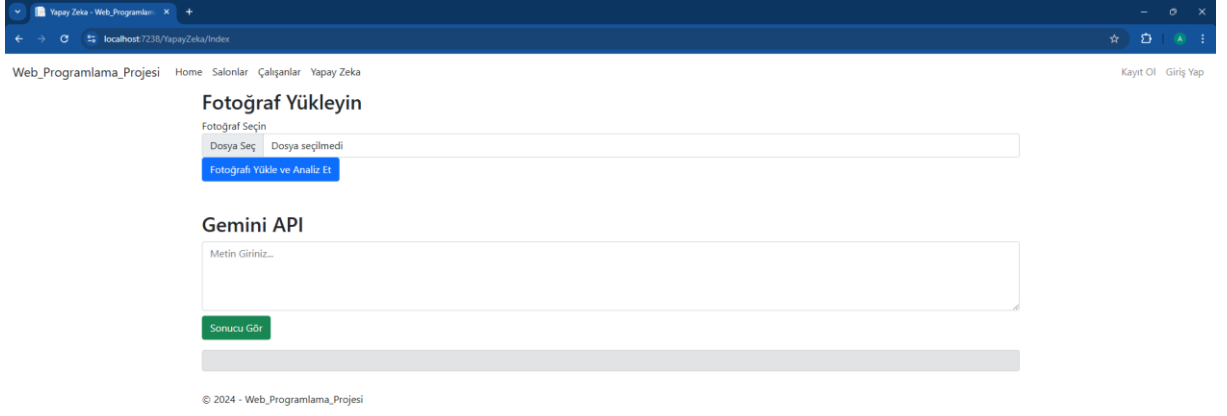 Yapay Zeka - Web_Programlam
localhost:7238/YapayZeka/Index
A
Web_Programlama_Projesi Home Salonlar Çalışanlar Yapay Zeka Kayıt Ol Giriş Yap
Fotoğraf Yükleyin
Fotoğraf Seçin
Dosya Seç Dosya seçilmedi
Fotoğrafı Yükle ve Analiz Et
Gemini API
Metin Giriniz...
Sonucu Gör
© 2024 - Web_Programlama_Projesi